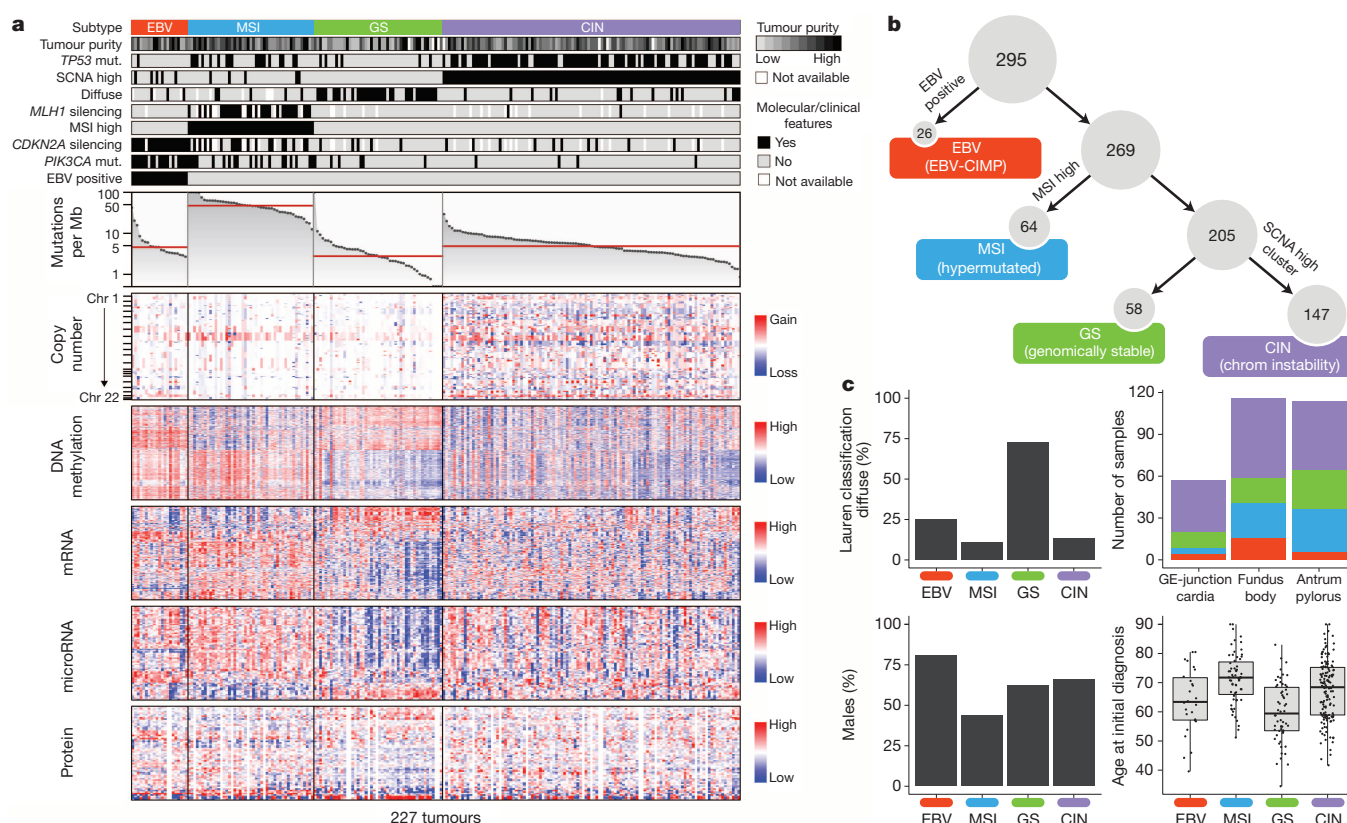 a
Subtype EBV MSI GS CIN
Tumour purity
TP53 mut.
SCNA high
Diffuse
MLH1 silencing
MSI high
CDKN2A silencing
PIK3CA mut.
EBV positive
Tumour purity
Low High
Not available
Molecular/clinical
features
Yes
No
Not available
Mutations
per Mb
100
50
10
5
1
Copy
number
Chr 1
Chr 22
Gain
Loss
DNA
methylation
High
Low
mRNA
High
Low
microRNA
High
Low
Protein
High
Low
227 tumours
b
295
EBV
positive
26
EBV
(EBV-CIMP)
269
MSI high
64
MSI
(hypermutated)
205
SCNA high
cluster
58
GS
(genomically stable)
147
CIN
(chrom instability)
c
Lauren classification
diffuse (%)
75
50
25
0
EBV MSI GS CIN
Number of samples
120
90
60
30
0
GE-junction
cardia
Fundus
body
Antrum
pylorus
Males (%)
75
50
25
0
EBV MSI GS CIN
Age at initial diagnosis
90
80
70
60
50
40
EBV MSI GS CIN